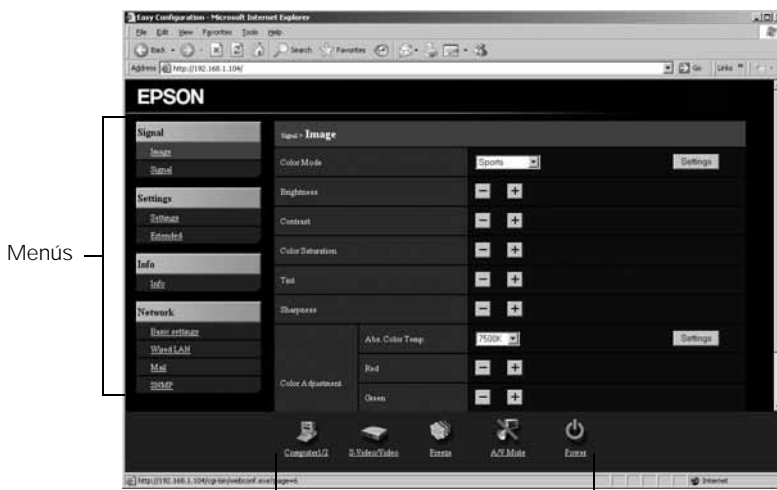 Easy Configuration - Microsoft Internet Explorer
File Edit View Favorites Tools Help
Back Search Favorites
Address http://192.168.1.104/ Go Links
EPSON
Menús
Signal
Image
Signal
Settings
Settings
Extended
Info
Info
Network
Basic settings
Wired LAN
Mail
SNMP
Signal > Image
Color Mode Sports Settings
Brightness - +
Contrast - +
Color Saturation - +
Tint - +
Sharpness - +
Color Adjustment
Abs. Color Temp. 7500K Settings
Red - +
Green - +
Computer1/2 S-Video/Video Freeze A/V Mute Power
http://192.168.1.104/cgi-bin/webconf.exe?page=6 Internet